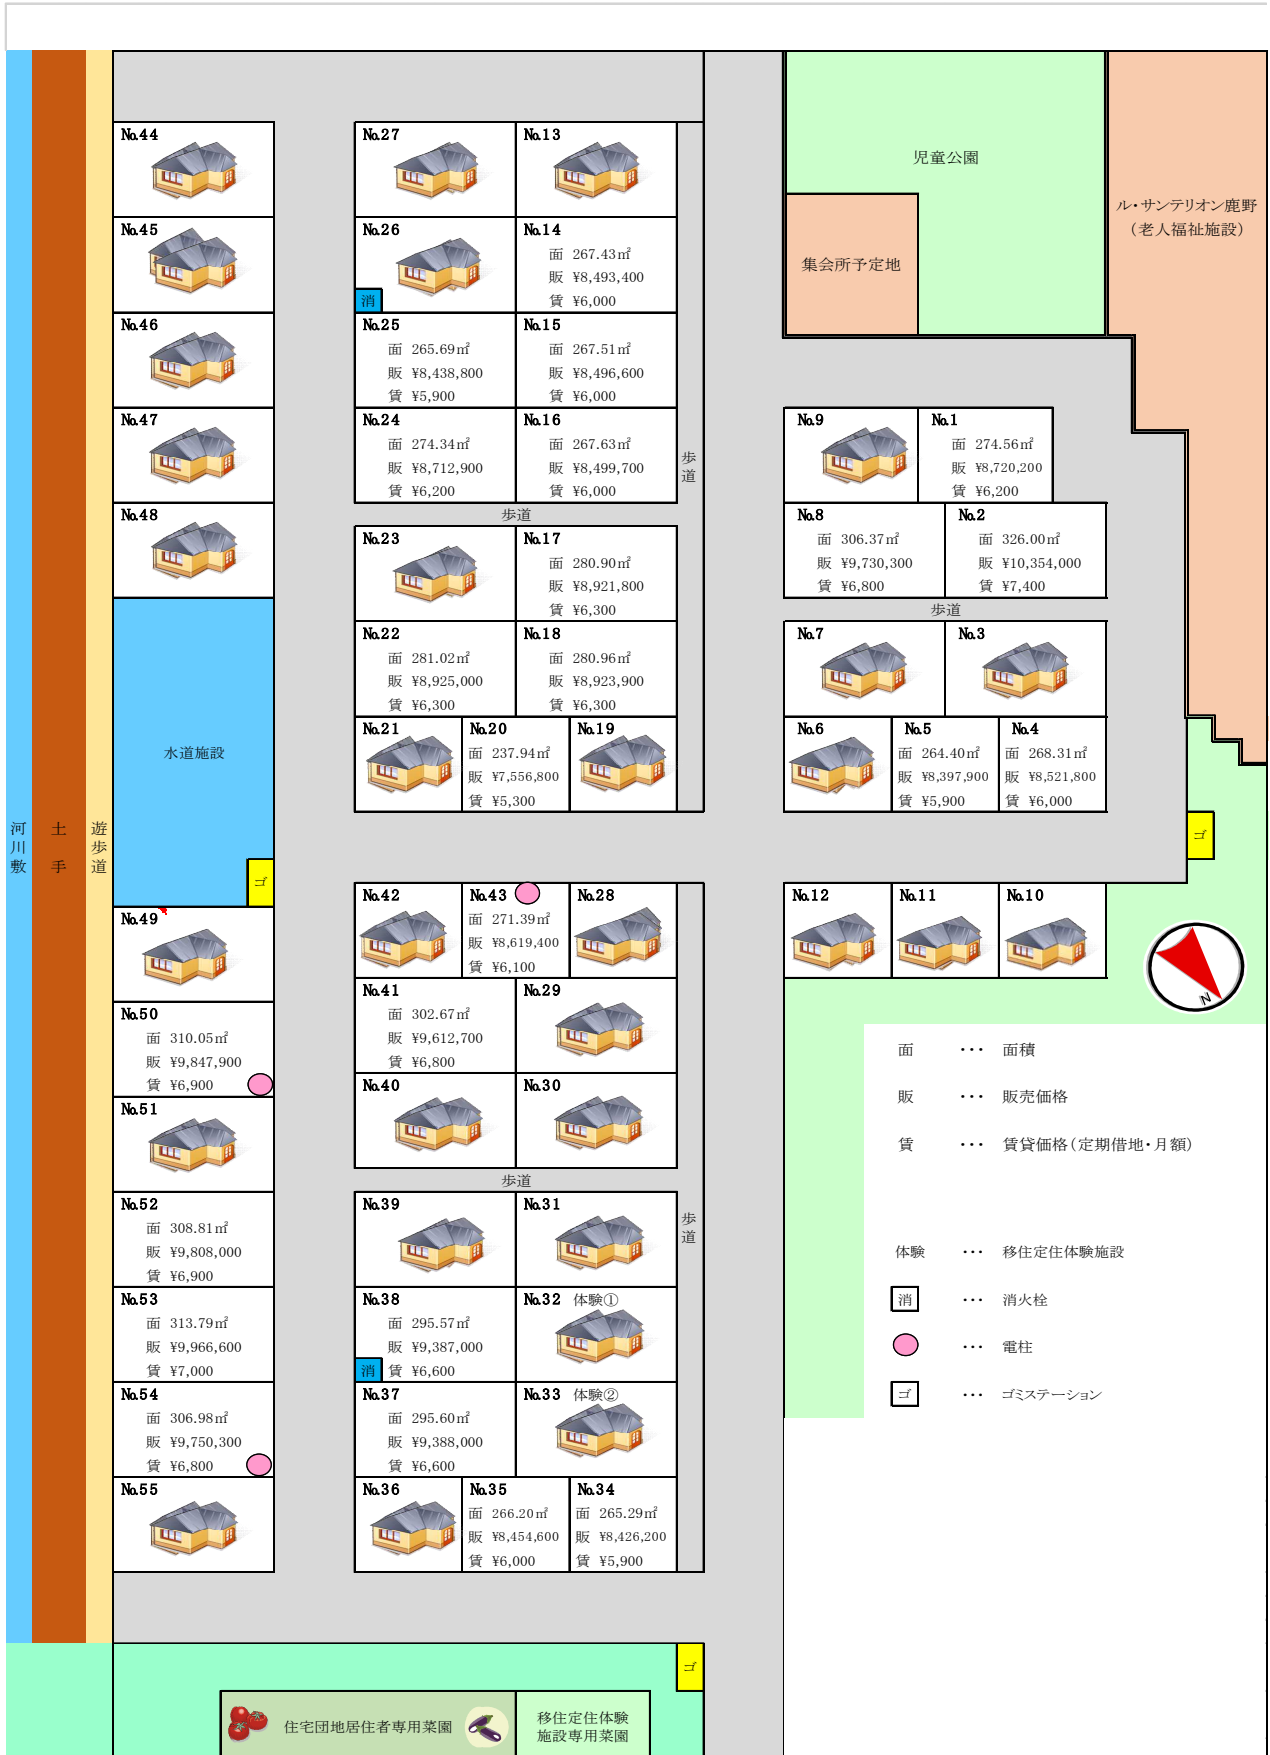 児童公園
ル・サンテリオン鹿野
（老人福祉施設）
集会所予定地
No.44
No.45
No.46
No.47
No.48
水道施設
ゴ
河川敷
土手
遊歩道
No.49
No.50
面 310.05㎡
販 ¥9,847,900
賃 ¥6,900
No.51
No.52
面 308.81㎡
販 ¥9,808,000
賃 ¥6,900
No.53
面 313.79㎡
販 ¥9,966,600
賃 ¥7,000
No.54
面 306.98㎡
販 ¥9,750,300
賃 ¥6,800
No.55
No.27
No.13
No.26
消
No.14
面 267.43㎡
販 ¥8,493,400
賃 ¥6,000
No.25
面 265.69㎡
販 ¥8,438,800
賃 ¥5,900
No.15
面 267.51㎡
販 ¥8,496,600
賃 ¥6,000
No.24
面 274.34㎡
販 ¥8,712,900
賃 ¥6,200
No.16
面 267.63㎡
販 ¥8,499,700
賃 ¥6,000
歩道
歩道
No.23
No.17
面 280.90㎡
販 ¥8,921,800
賃 ¥6,300
No.22
面 281.02㎡
販 ¥8,925,000
賃 ¥6,300
No.18
面 280.96㎡
販 ¥8,923,900
賃 ¥6,300
No.21
No.20
面 237.94㎡
販 ¥7,556,800
賃 ¥5,300
No.19
No.9
No.1
面 274.56㎡
販 ¥8,720,200
賃 ¥6,200
No.8
面 306.37㎡
販 ¥9,730,300
賃 ¥6,800
No.2
面 326.00㎡
販 ¥10,354,000
賃 ¥7,400
歩道
No.7
No.3
No.6
No.5
面 264.40㎡
販 ¥8,397,900
賃 ¥5,900
No.4
面 268.31㎡
販 ¥8,521,800
賃 ¥6,000
ゴ
No.42
No.43
面 271.39㎡
販 ¥8,619,400
賃 ¥6,100
No.28
No.41
面 302.67㎡
販 ¥9,612,700
賃 ¥6,800
No.29
No.40
No.30
歩道
歩道
No.39
No.31
No.38
面 295.57㎡
販 ¥9,387,000
賃 ¥6,600
消
No.32 体験①
No.37
面 295.60㎡
販 ¥9,388,000
賃 ¥6,600
No.33 体験②
No.36
No.35
面 266.20㎡
販 ¥8,454,600
賃 ¥6,000
No.34
面 265.29㎡
販 ¥8,426,200
賃 ¥5,900
No.12
No.11
No.10
N
面 ･･･ 面積
販 ･･･ 販売価格
賃 ･･･ 賃貸価格（定期借地・月額）
体験 ･･･ 移住定住体験施設
消 ･･･ 消火栓
･･･ 電柱
ゴ ･･･ ゴミステーション
ゴ
住宅団地居住者専用菜園
移住定住体験
施設専用菜園